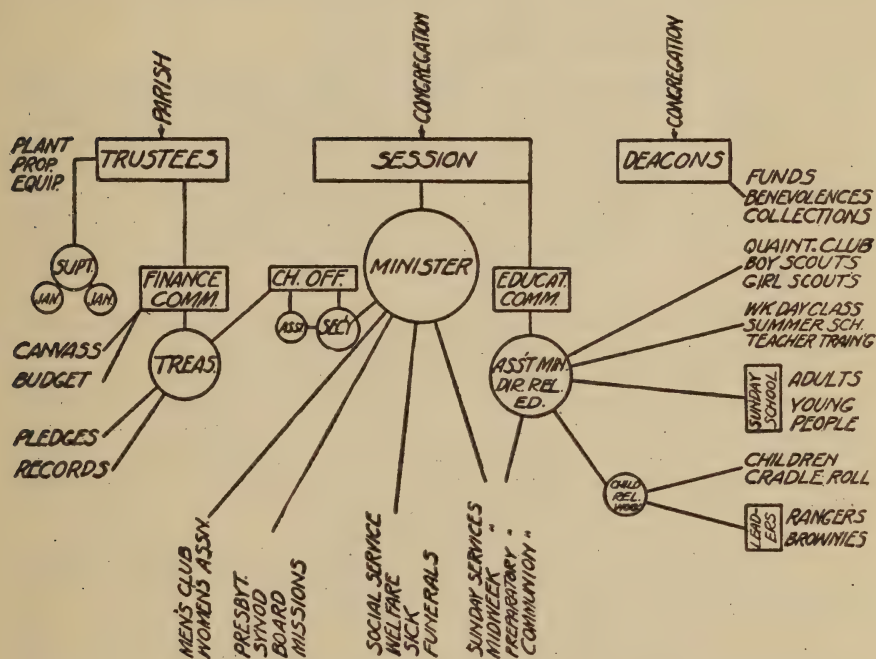 PARISH
CONGREGATION
CONGREGATION
PLANT
PROP.
EQUIP.
TRUSTEES
SESSION
DEACONS
FUNDS
BENEVOLENCES
COLLECTIONS
SUPT.
JAN.
JAN.
FINANCE
COMM.
CH. OFF.
ASST.
SEC'Y
MINISTER
EDUCAT.
COMM.
QUAINT. CLUB
BOY SCOUTS
GIRL SCOUTS
WK DAY CLASS
SUMMER SCH.
TEACHER TRAIN'G
CANVASS
BUDGET
TREAS.
ASS'T MIN.
DIR. REL.
ED.
SUNDAY
SCHOOL
ADULTS
YOUNG
PEOPLE
PLEDGES
RECORDS
CHILD
REL.
CHILDREN
CRADLE ROLL
LEAD-
ERS
RANGERS
BROWNIES
MEN'S CLUB
WOMENS ASSN.
PRESBYT.
SYNOD
BOARD
MISSIONS
SOCIAL SERVICE
WELFARE
SICK
FUNERALS
SUNDAY SERVICES
MIDWEEK "
PREPARATORY "
COMMUNION "